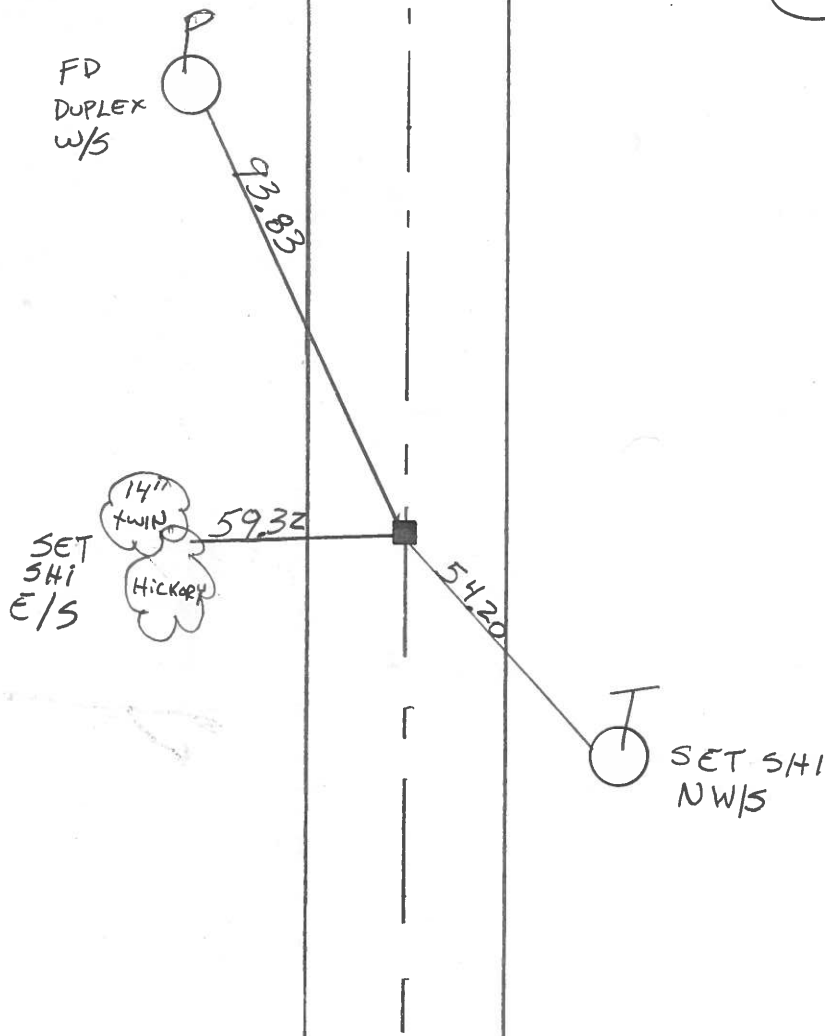 FD
DUPLEX
W/S
93.83
14"
TWIN
59.32
SET
SHI
E/S
HICKORY
54.20
SET SHI
NW/S